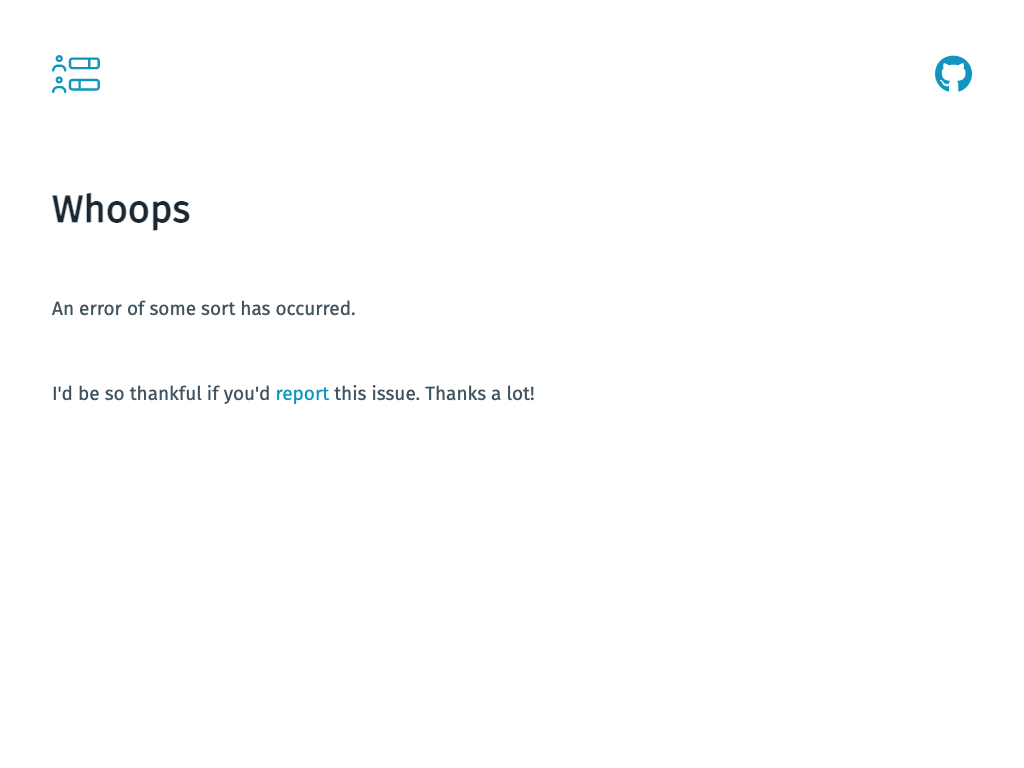 Whoops
An error of some sort has occurred.
I'd be so thankful if you'd report this issue. Thanks a lot!